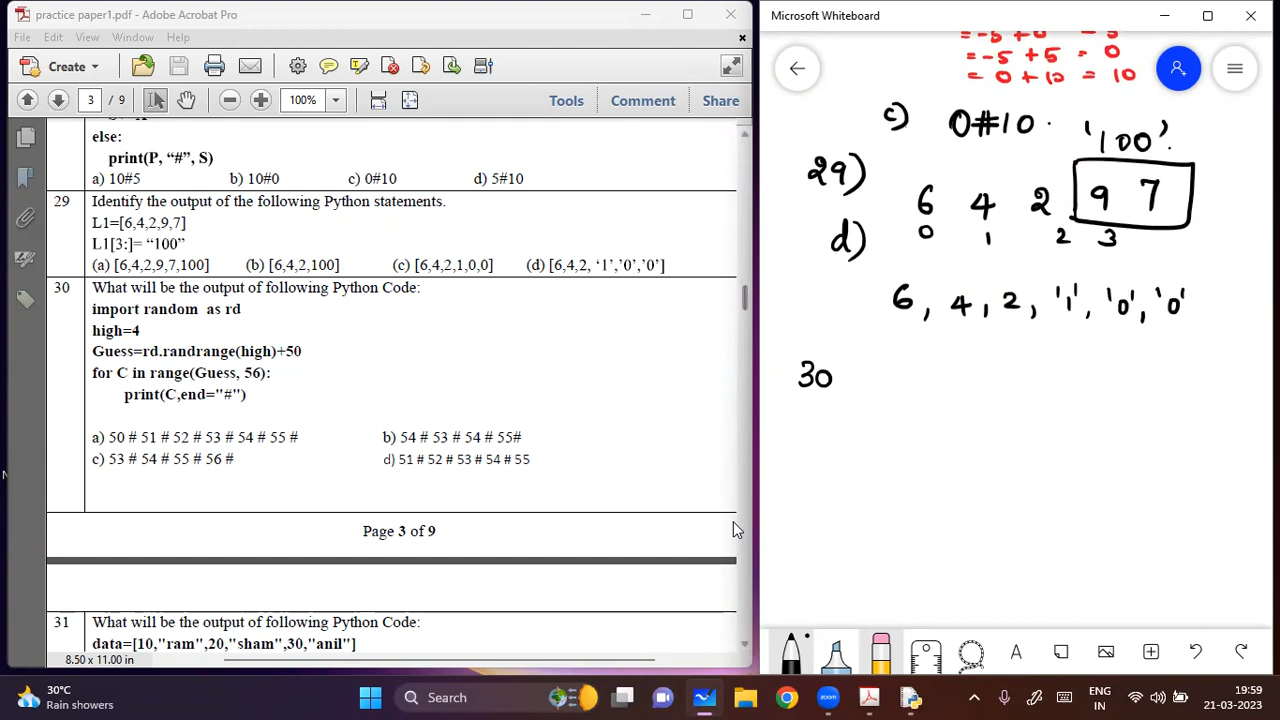 practice paper1.pdf - Adobe Acrobat Pro
File Edit View Window Help
Create
3 / 9 100% Tools Comment Share
else:
print(P, “#”, S)
a) 10#5 b) 10#0 c) 0#10 d) 5#10
29 Identify the output of the following Python statements.
L1=[6,4,2,9,7]
L1[3:]= “100”
(a) [6,4,2,9,7,100] (b) [6,4,2,100] (c) [6,4,2,1,0,0] (d) [6,4,2, ‘1’,’0’,’0’]
30 What will be the output of following Python Code:
import random as rd
high=4
Guess=rd.randrange(high)+50
for C in range(Guess, 56):
print(C,end="#")
a) 50 # 51 # 52 # 53 # 54 # 55 # b) 54 # 53 # 54 # 55#
c) 53 # 54 # 55 # 56 # d) 51 # 52 # 53 # 54 # 55
Page 3 of 9
31 What will be the output of following Python Code:
data=[10,"ram",20,"sham",30,"anil"]
8.50 x 11.00 in
Microsoft Whiteboard
= -5 + 5 = 0
= 0 + 10 = 10
c) 0#10
'100'.
29)
6 4 2 9 7
0 1 2 3
d)
6, 4, 2, '1', '0', '0'
30
A
30°C
Rain showers
Search
zoom
ENG
IN
19:59
21-03-2023